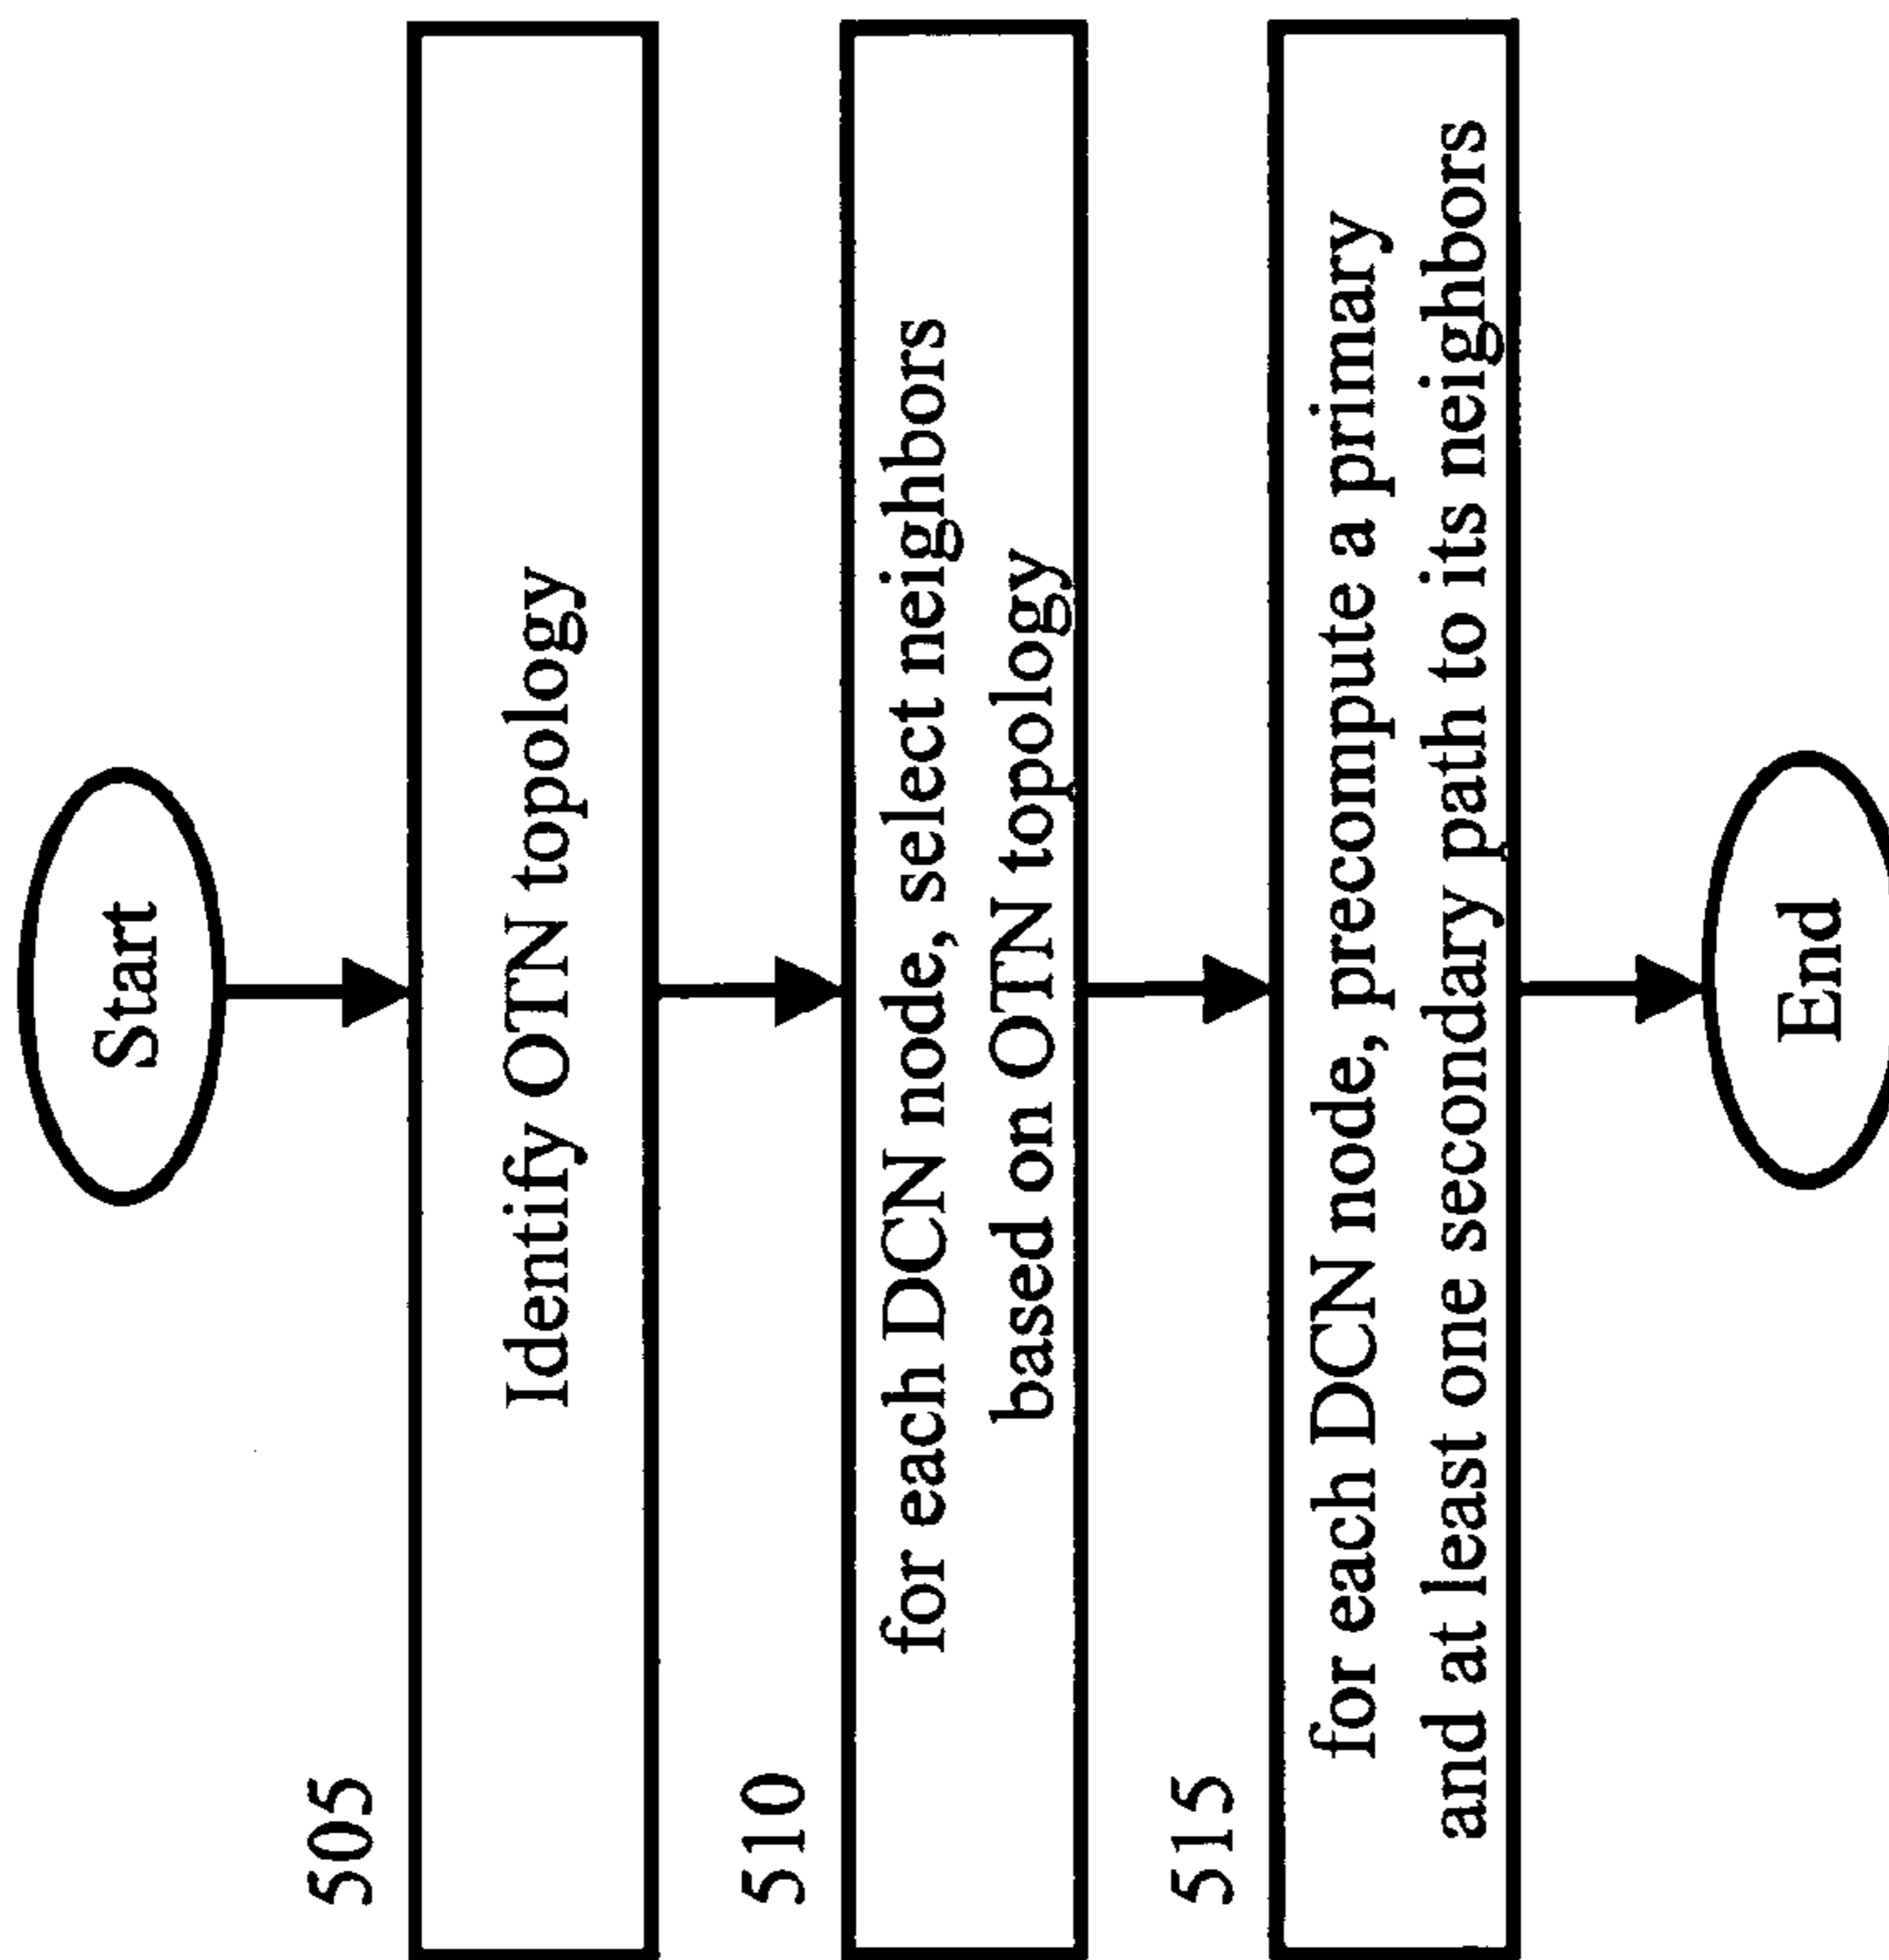 Start
505
Identify OTN topology
510
for each DCN node, select neighbors
based on OTN topology
515
for each DCN node, precompute a primary
and at least one secondary path to its neighbors
End